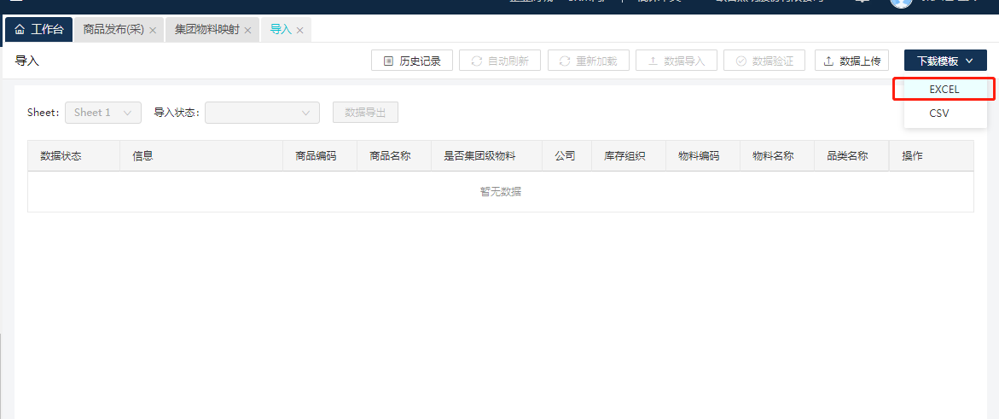 工作台 商品发布(采) 集团物料映射 导入
导入 历史记录 自动刷新 重新加载 数据导入 数据验证 数据上传 下载模板
EXCEL
CSV
Sheet: Sheet 1 导入状态: 数据导出
数据状态 信息 商品编码 商品名称 是否集团级物料 公司 库存组织 物料编码 物料名称 品类名称 操作
暂无数据